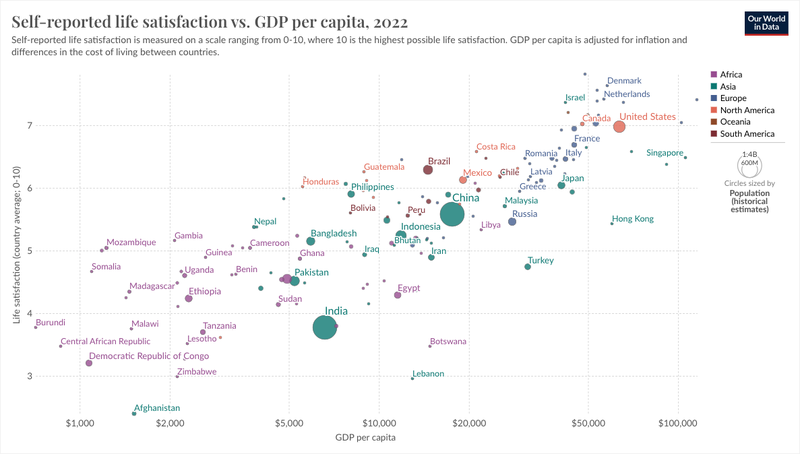 Self-reported life satisfaction vs. GDP per capita, 2022
Our World
in Data
Self-reported life satisfaction is measured on a scale ranging from 0-10, where 10 is the highest possible life satisfaction. GDP per capita is adjusted for inflation and
differences in the cost of living between countries.
Life satisfaction (country average; 0-10)
7
6
5
4
3
Denmark
Netherlands
Israel
Canada
United States
France
Costa Rica
Romania
Italy
Singapore
Brazil
Guatemala
Mexico
Chile
Latvia
Honduras
Philippines
Greece
Japan
China
Malaysia
Bolivia
Peru
Russia
Hong Kong
Nepal
Libya
Indonesia
Gambia
Bangladesh
Bhutan
Mozambique
Cameroon
Guinea
Ghana
Iraq
Iran
Turkey
Somalia
Uganda
Benin
Pakistan
Madagascar
Ethiopia
Sudan
Egypt
India
Burundi
Malawi
Tanzania
Central African Republic
Lesotho
Botswana
Democratic Republic of Congo
Zimbabwe
Lebanon
Afghanistan
$1,000
$2,000
$5,000
$10,000
$20,000
$50,000
$100,000
GDP per capita
Africa
Asia
Europe
North America
Oceania
South America
1:4B
600M
Circles sized by
Population
(historical
estimates)